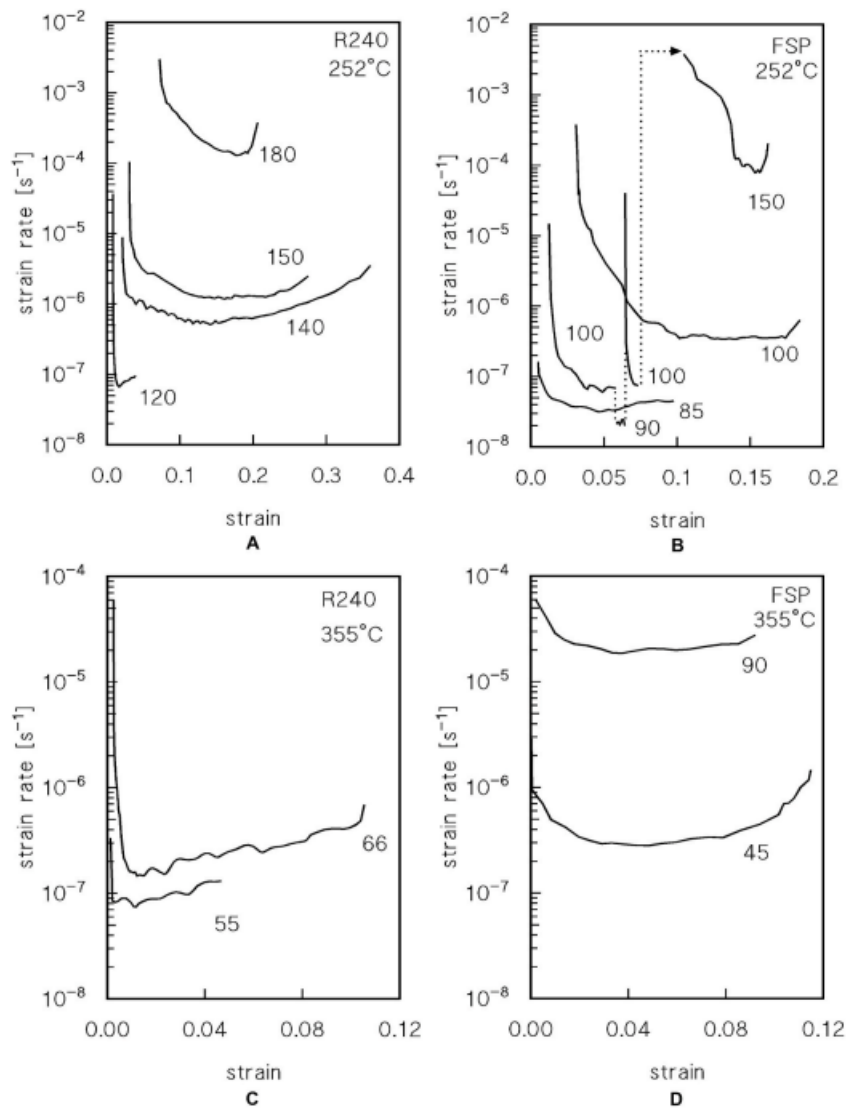 R240
252°C
strain rate [s⁻¹]
10⁻²
10⁻³
10⁻⁴
10⁻⁵
10⁻⁶
10⁻⁷
10⁻⁸
180
150
140
120
0.0 0.1 0.2 0.3 0.4
strain
A
FSP
252°C
strain rate [s⁻¹]
10⁻²
10⁻³
10⁻⁴
10⁻⁵
10⁻⁶
10⁻⁷
10⁻⁸
150
100
100
100
90
85
0.0 0.05 0.1 0.15 0.2
strain
B
R240
355°C
strain rate [s⁻¹]
10⁻⁴
10⁻⁵
10⁻⁶
10⁻⁷
10⁻⁸
66
55
0.00 0.04 0.08 0.12
strain
C
FSP
355°C
strain rate [s⁻¹]
10⁻⁴
10⁻⁵
10⁻⁶
10⁻⁷
10⁻⁸
90
45
0.00 0.04 0.08 0.12
strain
D